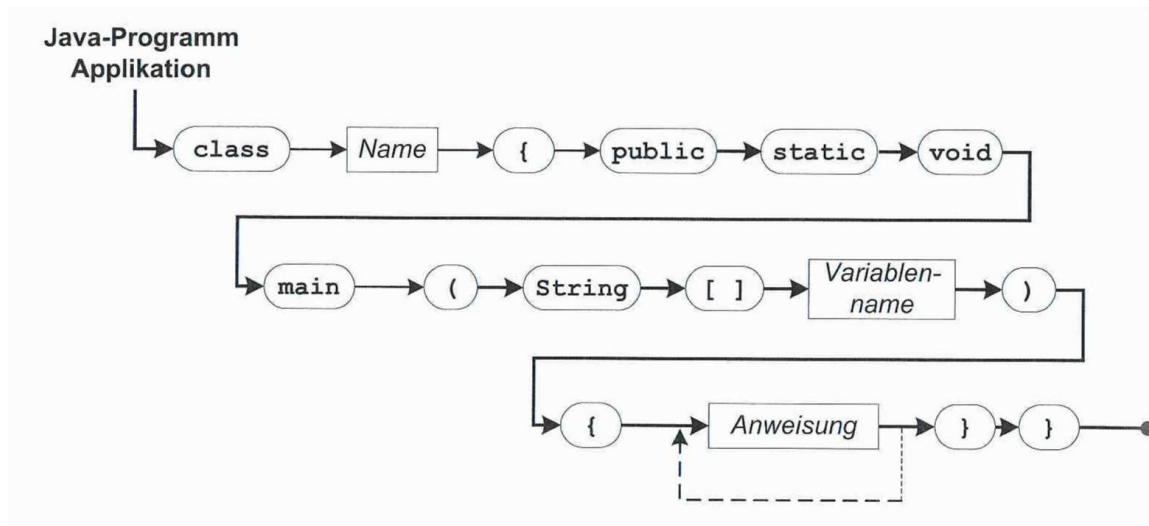 Java-Programm
Applikation
class Name { public static void
main ( String [ ] Variablen-
name )
{ Anweisung } }